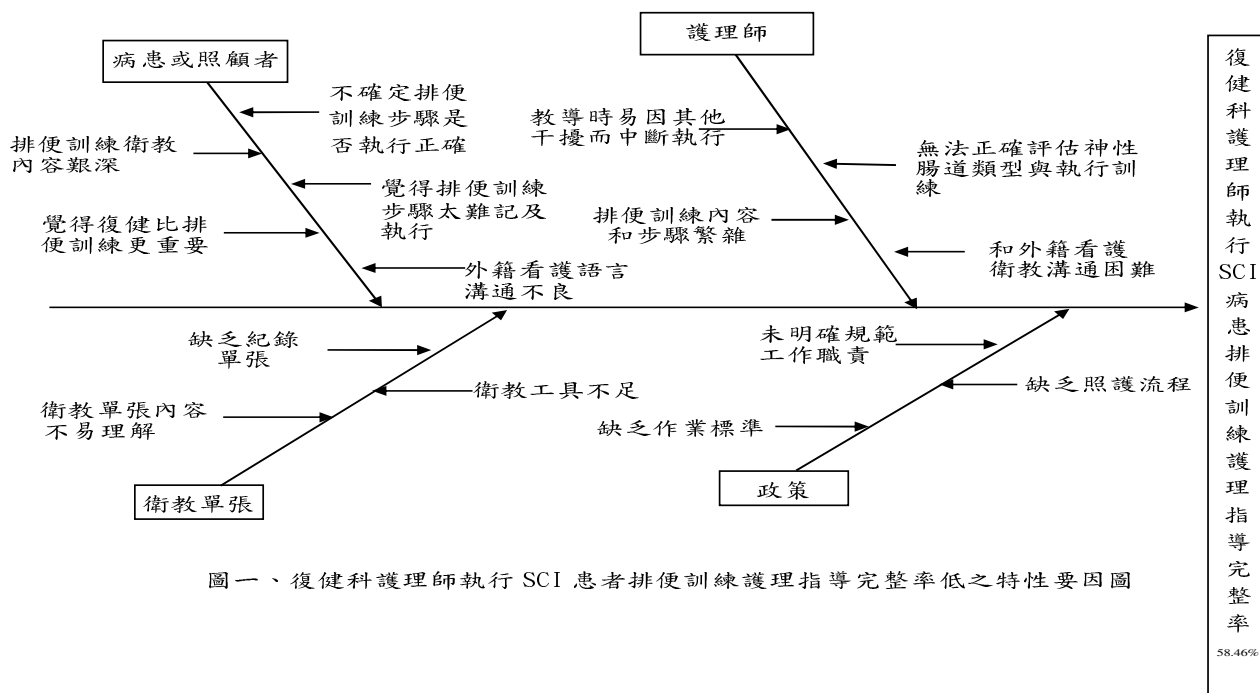 護理師
病患或照顧者
不確定排便
訓練步驟是
否執行正確
排便訓練衛教
內容艱深
覺得排便訓練
步驟太難記及
執行
覺得復健比排
便訓練更重要
外籍看護語言
溝通不良
教導時易因其他
干擾而中斷執行
無法正確評估神性
腸道類型與執行訓
練
排便訓練內容
和步驟繁雜
和外籍看護
衛教溝通困難
缺乏紀錄
單張
衛教工具不足
衛教單張內容
不易理解
衛教單張
未明確規範
工作職責
缺乏照護流程
缺乏作業標準
政策
復
健
科
護
理
師
執
行
SCI
病
患
排
便
訓
練
護
理
指
導
完
整
率
58.46%
圖一、復健科護理師執行 SCI 患者排便訓練護理指導完整率低之特性要因圖